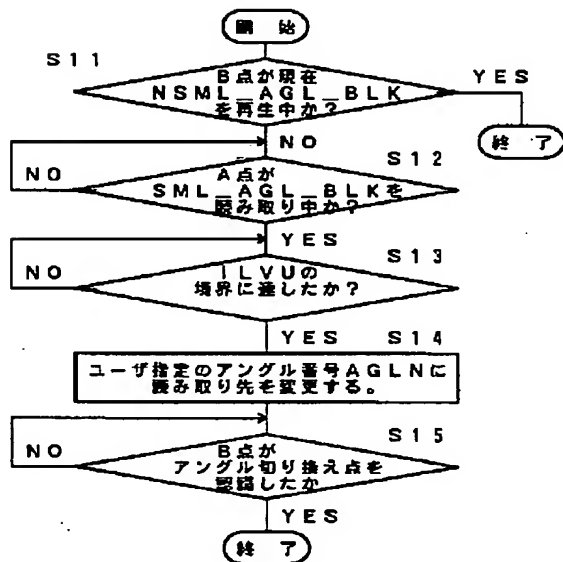 開始
S11
B点が現在
NSML_AGL_BLK
を再生中か?
YES
終了
NO
S12
NO
A点が
SML_AGL_BLKを
読み取り中か?
YES
S13
NO
ILVUの
境界に達したか?
YES
S14
ユーザ指定のアングル番号AGLNに
読み取り先を変更する。
S15
NO
B点が
アングル切り換え点を
認識したか
YES
終了